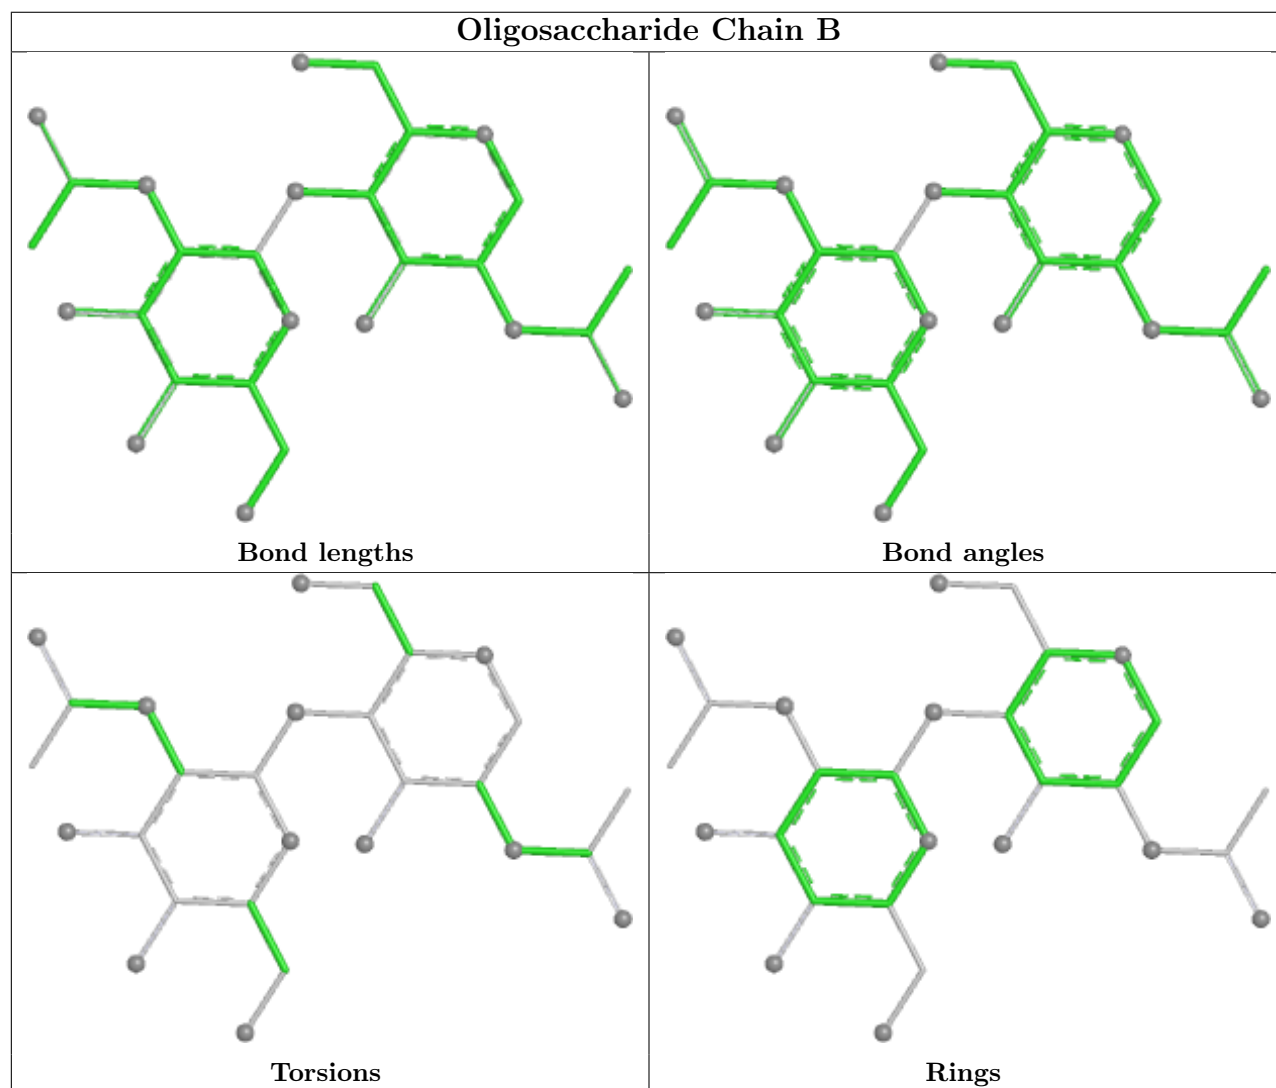 Oligosaccharide Chain B
Bond lengths
Bond angles
Torsions
Rings